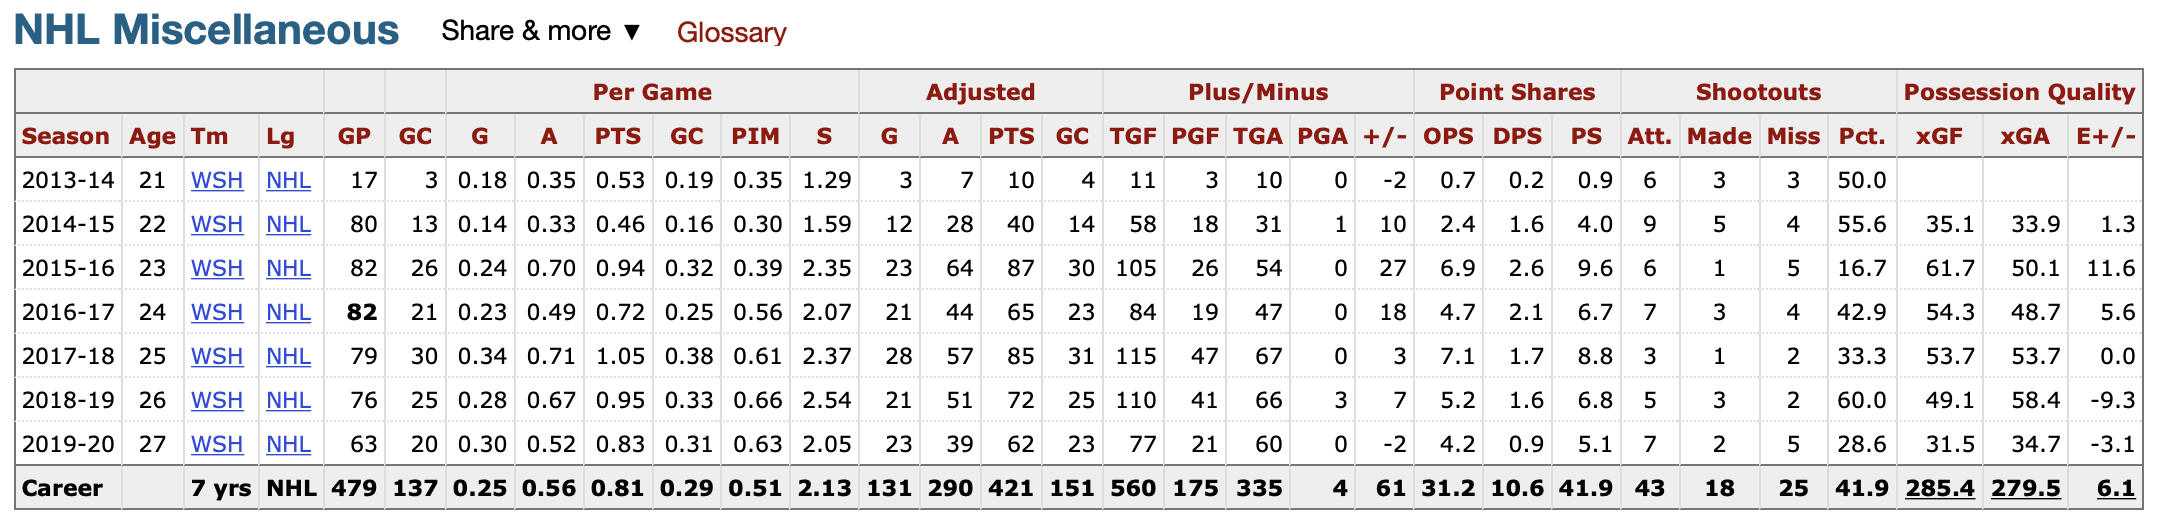 NHL Miscellaneous Share & more ▼ Glossary
Per Game Adjusted Plus/Minus Point Shares Shootouts Possession Quality
Season Age Tm Lg GP GC G A PTS GC PIM S G A PTS GC TGF PGF TGA PGA +/- OPS DPS PS Att. Made Miss Pct. xGF xGA E+/-
2013-14 21 WSH NHL 17 3 0.18 0.35 0.53 0.19 0.35 1.29 3 7 10 4 11 3 10 0 -2 0.7 0.2 0.9 6 3 3 50.0
2014-15 22 WSH NHL 80 13 0.14 0.33 0.46 0.16 0.30 1.59 12 28 40 14 58 18 31 1 10 2.4 1.6 4.0 9 5 4 55.6 35.1 33.9 1.3
2015-16 23 WSH NHL 82 26 0.24 0.70 0.94 0.32 0.39 2.35 23 64 87 30 105 26 54 0 27 6.9 2.6 9.6 6 1 5 16.7 61.7 50.1 11.6
2016-17 24 WSH NHL 82 21 0.23 0.49 0.72 0.25 0.56 2.07 21 44 65 23 84 19 47 0 18 4.7 2.1 6.7 7 3 4 42.9 54.3 48.7 5.6
2017-18 25 WSH NHL 79 30 0.34 0.71 1.05 0.38 0.61 2.37 28 57 85 31 115 47 67 0 3 7.1 1.7 8.8 3 1 2 33.3 53.7 53.7 0.0
2018-19 26 WSH NHL 76 25 0.28 0.67 0.95 0.33 0.66 2.54 21 51 72 25 110 41 66 3 7 5.2 1.6 6.8 5 3 2 60.0 49.1 58.4 -9.3
2019-20 27 WSH NHL 63 20 0.30 0.52 0.83 0.31 0.63 2.05 23 39 62 23 77 21 60 0 -2 4.2 0.9 5.1 7 2 5 28.6 31.5 34.7 -3.1
Career 7 yrs NHL 479 137 0.25 0.56 0.81 0.29 0.51 2.13 131 290 421 151 560 175 335 4 61 31.2 10.6 41.9 43 18 25 41.9 285.4 279.5 6.1